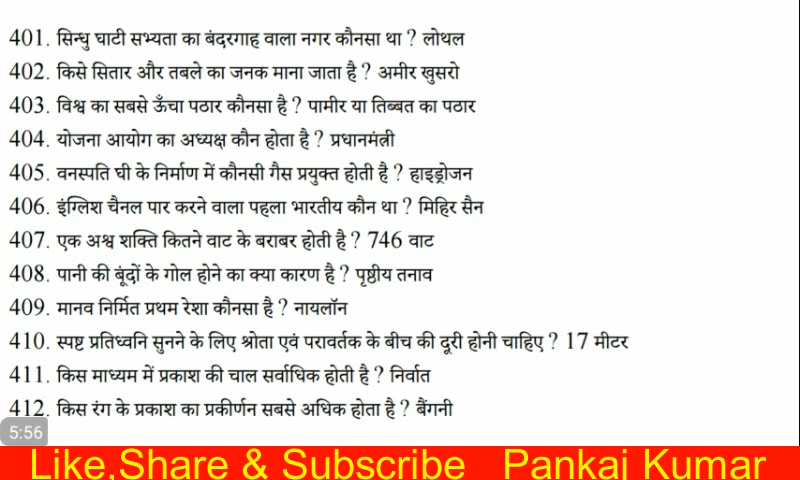 401. सिन्धु घाटी सभ्यता का बंदरगाह वाला नगर कौनसा था ? लोथल
402. किसे सितार और तबले का जनक माना जाता है ? अमीर खुसरो
403. विश्व का सबसे ऊँचा पठार कौनसा है ? पामीर या तिब्बत का पठार
404. योजना आयोग का अध्यक्ष कौन होता है ? प्रधानमंत्री
405. वनस्पति घी के निर्माण में कौनसी गैस प्रयुक्त होती है ? हाइड्रोजन
406. इंग्लिश चैनल पार करने वाला पहला भारतीय कौन था ? मिहिर सैन
407. एक अश्व शक्ति कितने वाट के बराबर होती है ? 746 वाट
408. पानी की बूंदों के गोल होने का क्या कारण है ? पृष्ठीय तनाव
409. मानव निर्मित प्रथम रेशा कौनसा है ? नायलॉन
410. स्पष्ट प्रतिध्वनि सुनने के लिए श्रोता एवं परावर्तक के बीच की दूरी होनी चाहिए ? 17 मीटर
411. किस माध्यम में प्रकाश की चाल सर्वाधिक होती है ? निर्वात
412. किस रंग के प्रकाश का प्रकीर्णन सबसे अधिक होता है ? बैंगनी
5:56
Like,Share & Subscribe Pankaj Kumar